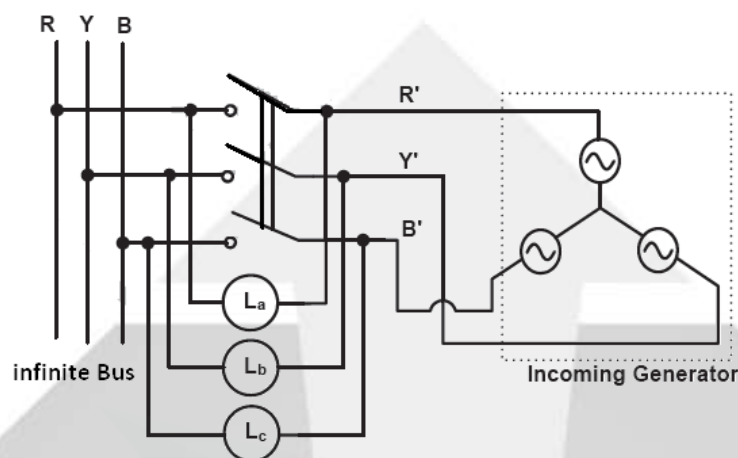 R Y B
R'
Y'
B'
La
Lb
Lc
infinite Bus
Incoming Generator